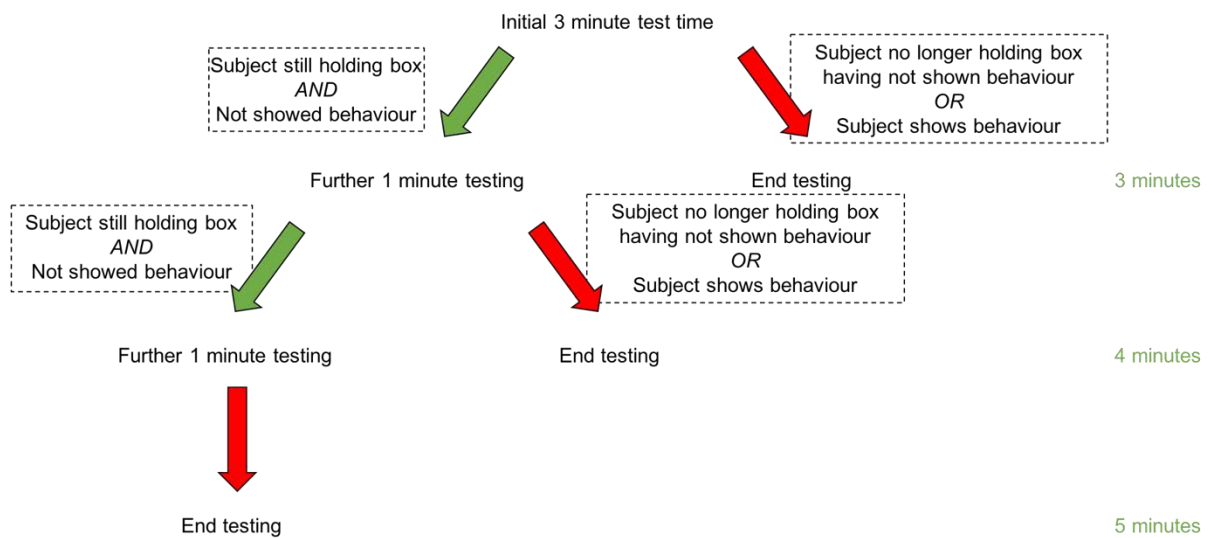 Initial 3 minute test time
Subject still holding box
AND
Not showed behaviour
Subject no longer holding box
having not shown behaviour
OR
Subject shows behaviour
Further 1 minute testing
End testing
3 minutes
Subject still holding box
AND
Not showed behaviour
Subject no longer holding box
having not shown behaviour
OR
Subject shows behaviour
Further 1 minute testing
End testing
4 minutes
End testing
5 minutes